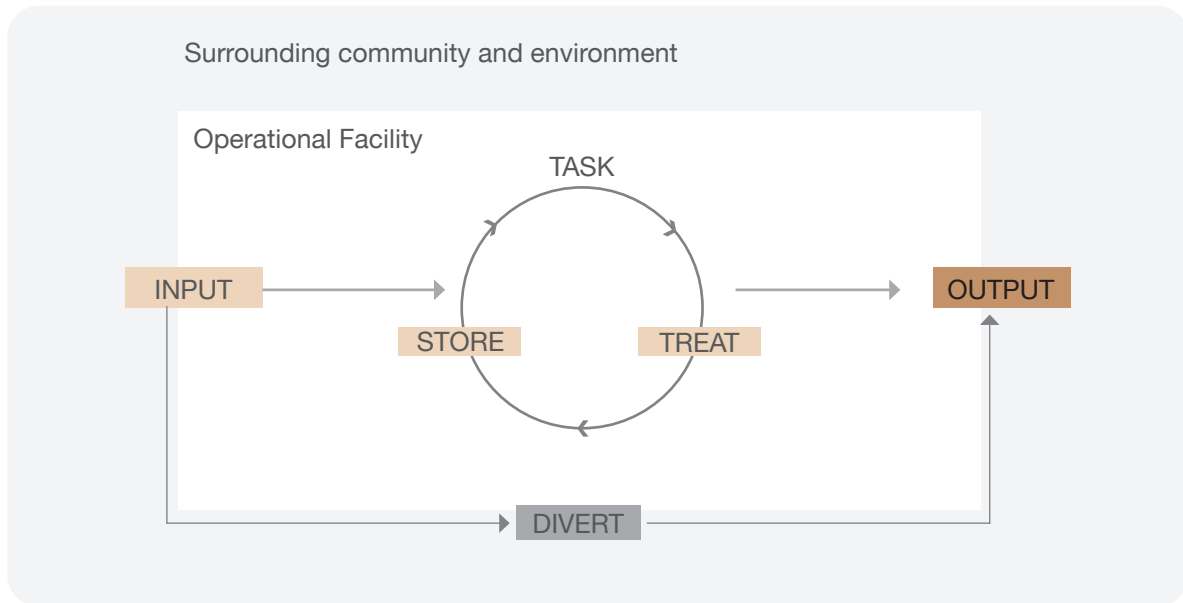 Surrounding community and environment
Operational Facility
TASK
INPUT
OUTPUT
STORE
TREAT
DIVERT